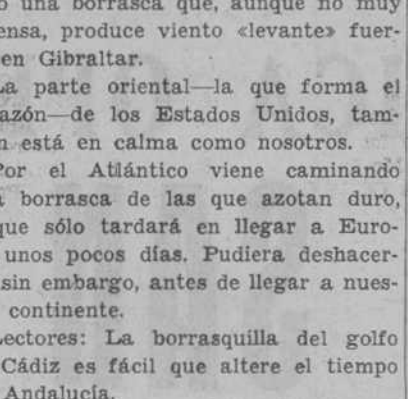 o una borrasca que, aunque no muy
ensa, produce viento «levante» fuer-
en Gibraltar.
La parte oriental—la que forma el
azón—de los Estados Unidos, tam-
n está en calma como nosotros.
Por el Atlántico viene caminando
a borrasca de las que azotan duro,
que sólo tardará en llegar a Euro-
unos pocos días. Pudiera deshacer-
sin embargo, antes de llegar a nues-
continente.
Lectores: La borrasquilla del golfo
Cádiz es fácil que altere el tiempo
Andalucía.